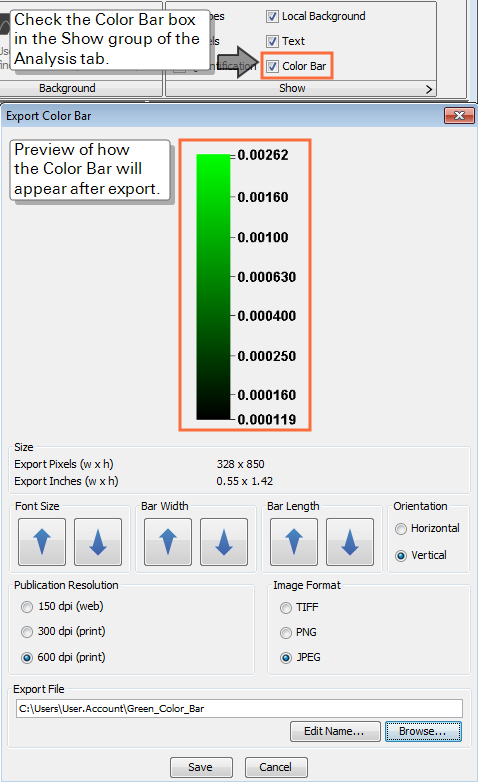 Check the Color Bar box
in the Show group of the
Analysis tab.
Local Background
Text
Color Bar
Background
Show
Export Color Bar
Preview of how
the Color Bar will
appear after export.
0.00262
0.00160
0.00100
0.000630
0.000400
0.000250
0.000160
0.000119
Size
Export Pixels (w x h) 328 x 850
Export Inches (w x h) 0.55 x 1.42
Font Size Bar Width Bar Length Orientation
Horizontal
Vertical
Publication Resolution
150 dpi (web)
300 dpi (print)
600 dpi (print)
Image Format
TIFF
PNG
JPEG
Export File
C:\Users\User.Account\Green_Color_Bar
Edit Name... Browse...
Save Cancel